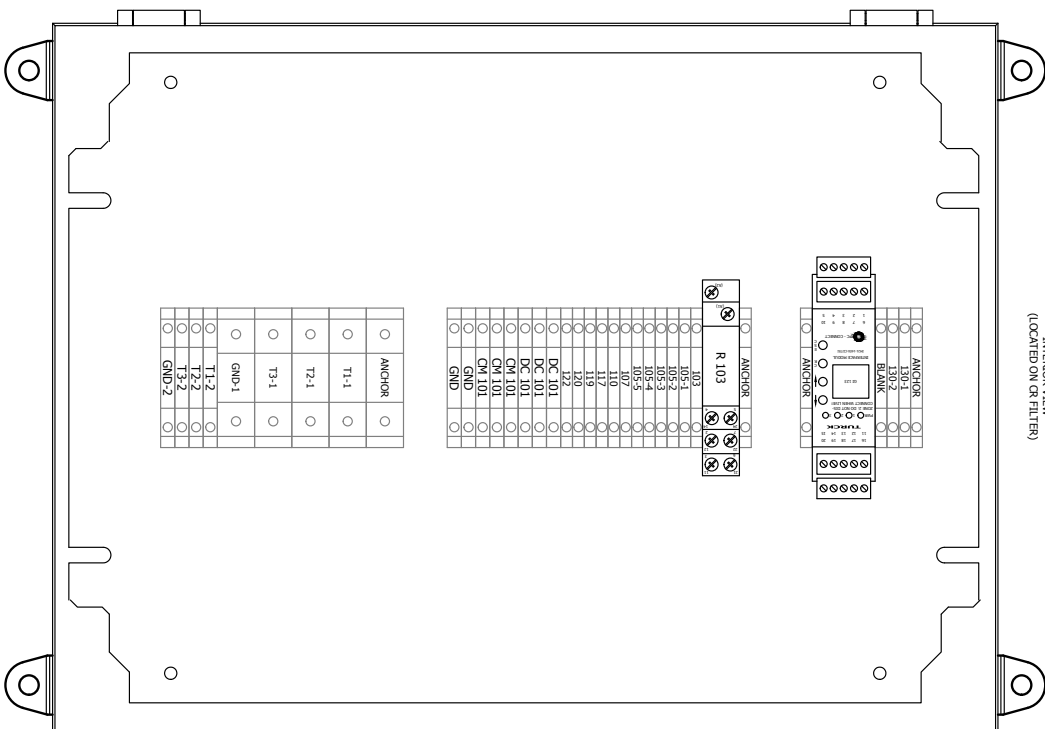 (LOCATED ON CR FILTER)
ANCHOR
130-1
130-2
BLANK
TURCK
ANCHOR
ANCHOR
R 103
103
105-1
105-2
105-3
105-4
105-5
107
110
117
119
120
122
DC 101
DC 101
DC 101
CM 101
CM 101
CM 101
GND
GND
ANCHOR
T1-1
T2-1
T3-1
GND-1
T1-2
T2-2
T3-2
GND-2